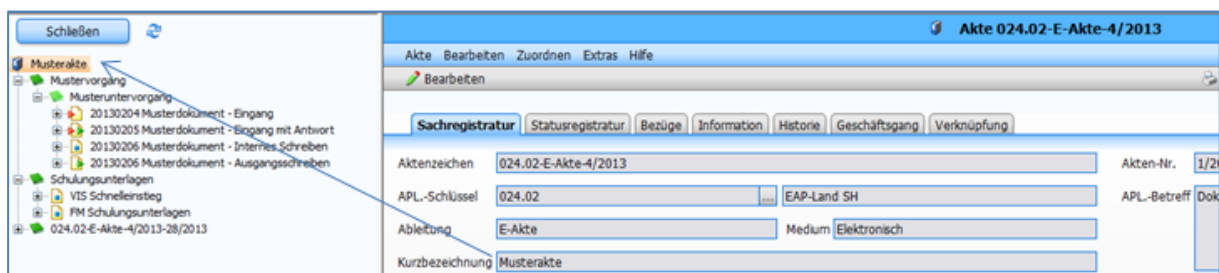 Schließen
Akte 024.02-E-Akte-4/2013
Akte Bearbeiten Zuordnen Extras Hilfe
Bearbeiten
Musterakte
Mustervorgang
Musteruntervorgang
20130204 Musterdokument - Eingang
20130205 Musterdokument - Eingang mit Antwort
20130206 Musterdokument - Internes Schreiben
20130206 Musterdokument - Ausgangsschreiben
Schulungsunterlagen
VIS Schnelleinstieg
FM Schulungsunterlagen
024.02-E-Akte-4/2013-28/2013
Sachregistratur Statusregistratur Bezüge Information Historie Geschäftsgang Verknüpfung
Aktenzeichen 024.02-E-Akte-4/2013 Akten-Nr. 1/20
APL.-Schlüssel 024.02 ... EAP-Land SH APL.-Betreff Dok
Ableitung E-Akte Medium Elektronisch
Kurzbezeichnung Musterakte